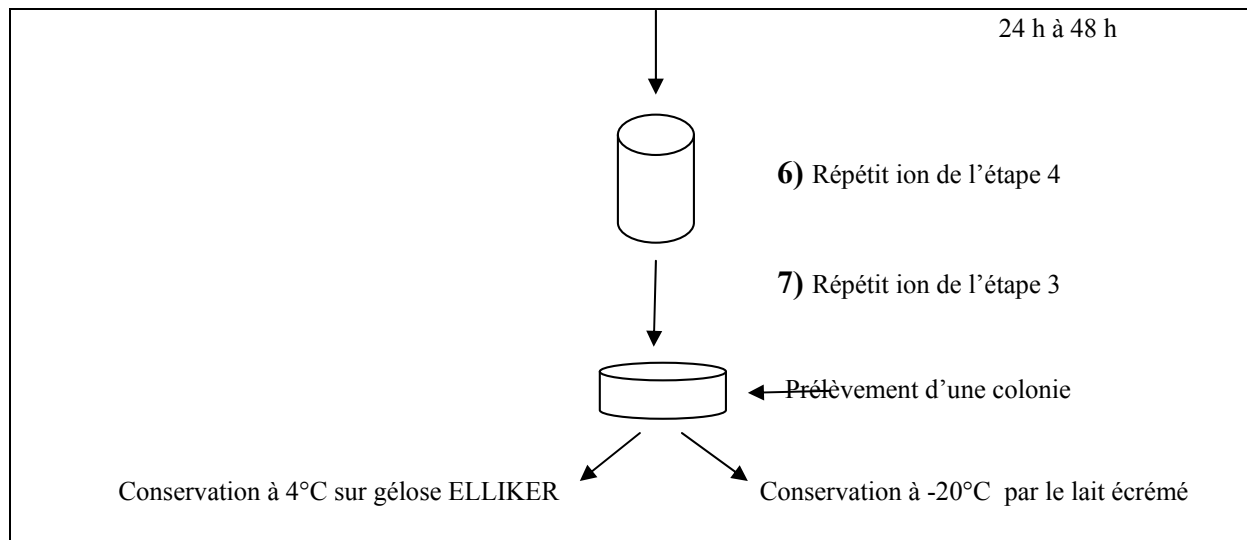 24 h à 48 h
6) Répétit ion de l’étape 4
7) Répétit ion de l’étape 3
Prélèvement d’une colonie
Conservation à 4°C sur gélose ELLIKER
Conservation à -20°C par le lait écrémé